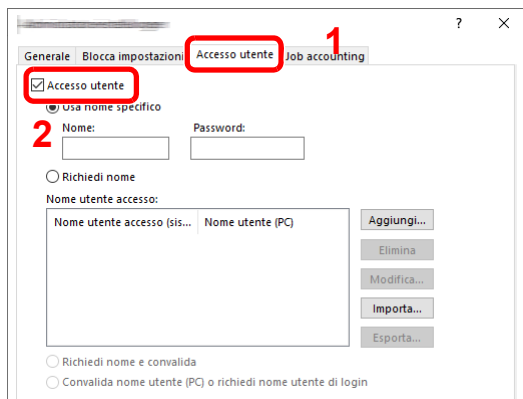 ? ×
1
Generale Blocca impostazioni Accesso utente Job accounting
Accesso utente
Usa nome specifico
2
Nome: Password:
Richiedi nome
Nome utente accesso:
Nome utente accesso (sis... Nome utente (PC)
Aggiungi...
Elimina
Modifica...
Importa...
Esporta...
Richiedi nome e convalida
Convalida nome utente (PC) o richiedi nome utente di login